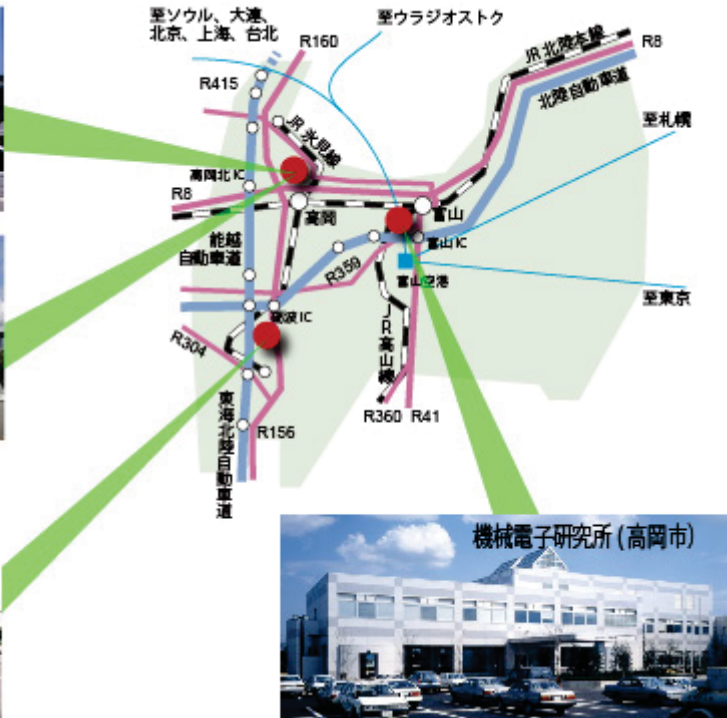 至ソウル、大連、
北京、上海、台北
R160
至ウラジオストク
JR北陸本線
R8
R415
北陸自動車道
JR氷見線
至札幌
高岡北IC
R8
高岡
富山
能越
自動車道
富山IC
R359
富山空港
至東京
砺波IC
R304
JR高山線
R360
R41
東海北陸自動車道
R156
機械電子研究所(高岡市)